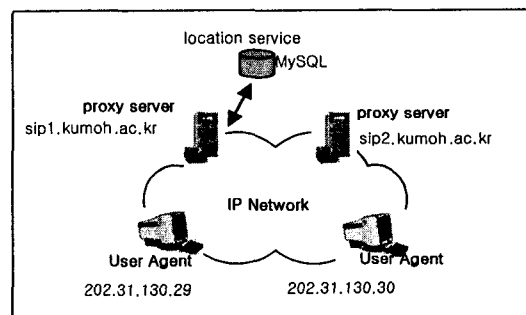 location service
MySQL
proxy server
sip1.kumoh.ac.kr
proxy server
sip2.kumoh.ac.kr
IP Network
User Agent
User Agent
202.31.130.29
202.31.130.30